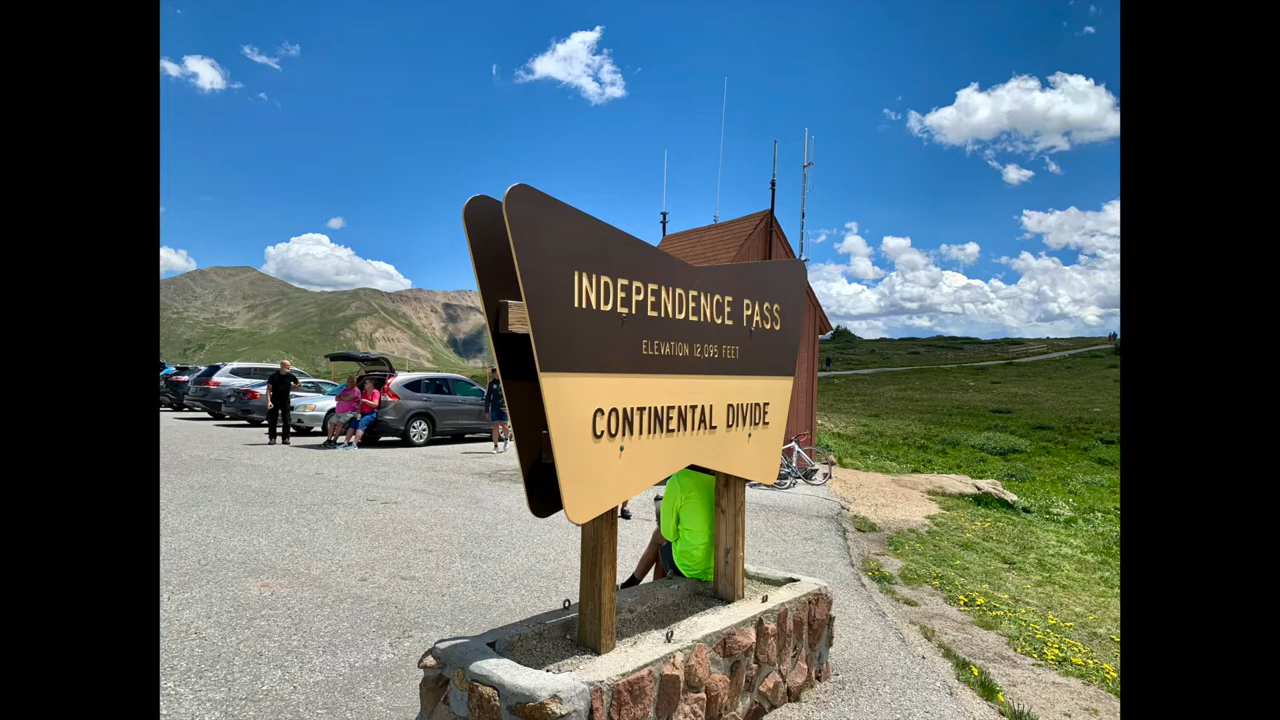 INDEPENDENCE PASS
ELEVATION 12,095 FEET
CONTINENTAL DIVIDE